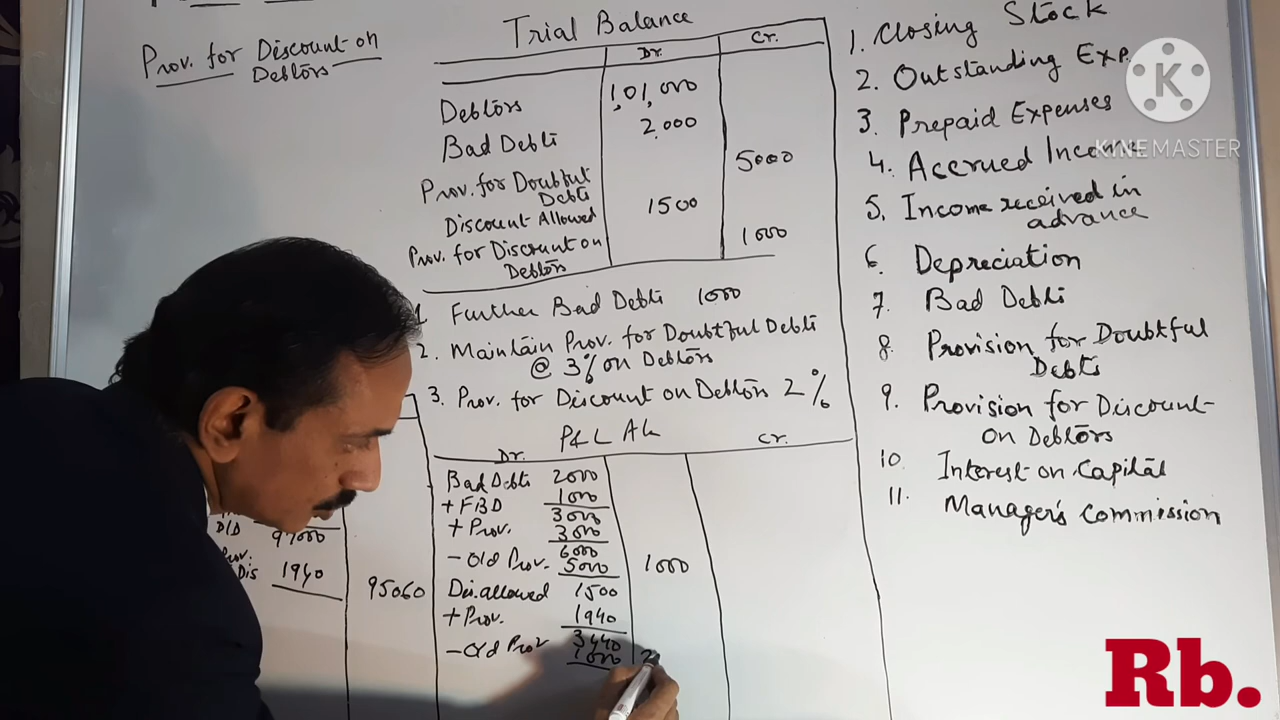 Prov. for Discount on
Debtors
Trial Balance
Dr.
Cr.
Debtors 1,01,000
Bad Debts 2,000
Prov. for Doubtful
Debts
5000
Discount Allowed 1500
Prov. for Discount on
Debtors
1000
1. Further Bad Debts 1000
2. Maintain Prov. for Doubtful Debts
@ 3% on Debtors
3. Prov. for Discount on Debtors 2%
P&L A/c
Dr.
Cr.
Bad Debts 2000
+ FBD 1000
3000
+ Prov. 3000
6000
- Old Prov. 5000 1000
Dis. allowed 1500
+ Prov. 1940
3440
- Old Prov 1000
D/D
97000
Prov.
Dis 1940
95060
1. Closing Stock
2. Outstanding Exp.
3. Prepaid Expenses
4. Accrued Income
5. Income received in
advance
6. Depreciation
7. Bad Debts
8. Provision for Doubtful
Debts
9. Provision for Discount
on Debtors
10. Interest on Capital
11. Manager's Commission
K
KINEMASTER
Rb.